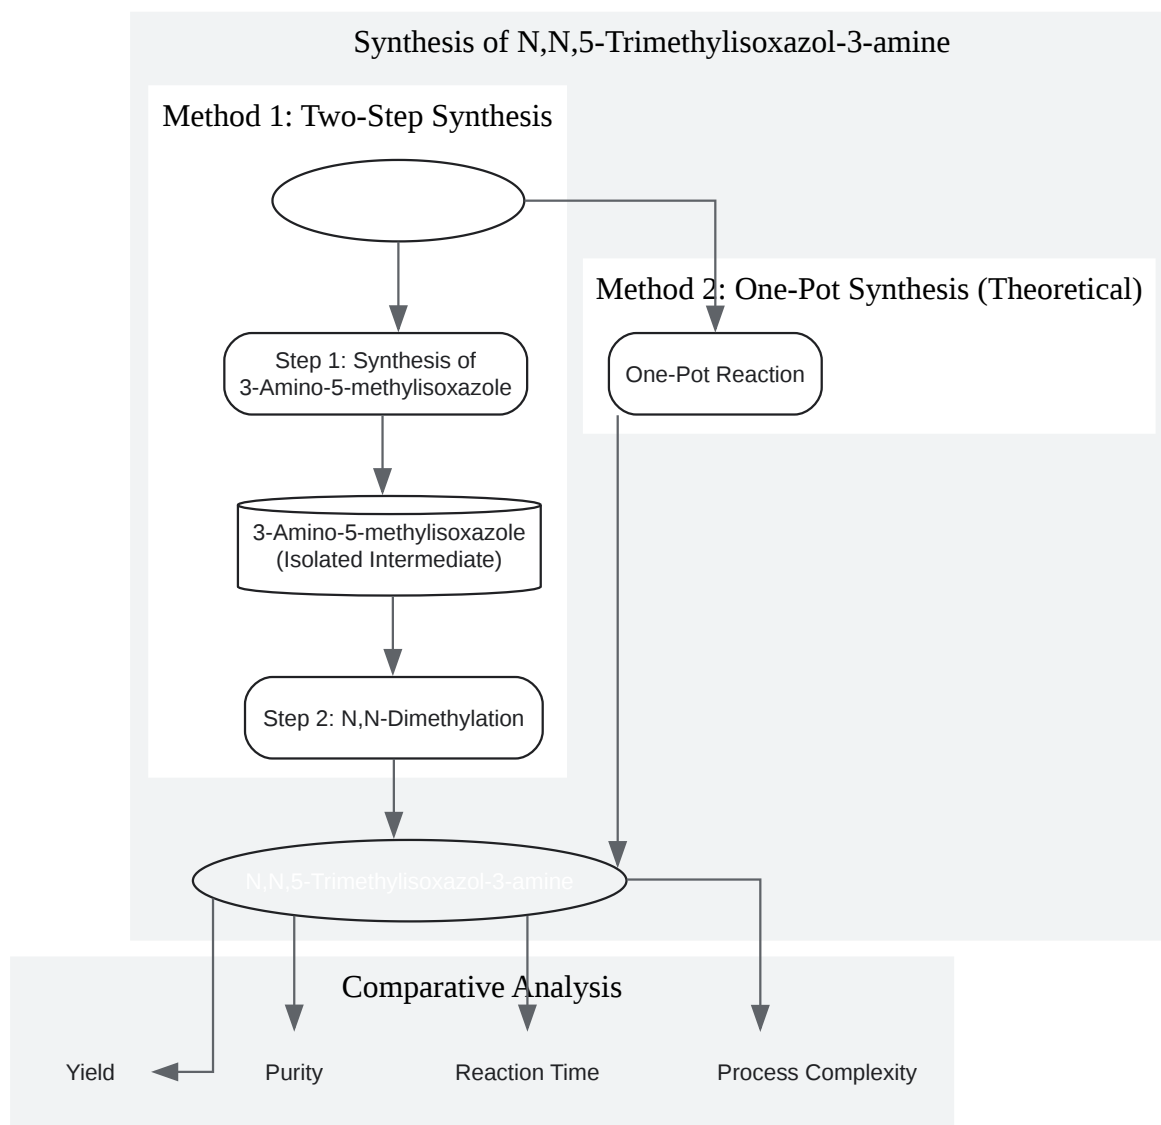 Synthesis of N,N,5-Trimethylisoxazol-3-amine
Method 1: Two-Step Synthesis
Method 2: One-Pot Synthesis (Theoretical)
Step 1: Synthesis of
3-Amino-5-methylisoxazole
One-Pot Reaction
3-Amino-5-methylisoxazole
(Isolated Intermediate)
Step 2: N,N-Dimethylation
N,N,5-Trimethylisoxazol-3-amine
Comparative Analysis
Yield
Purity
Reaction Time
Process Complexity